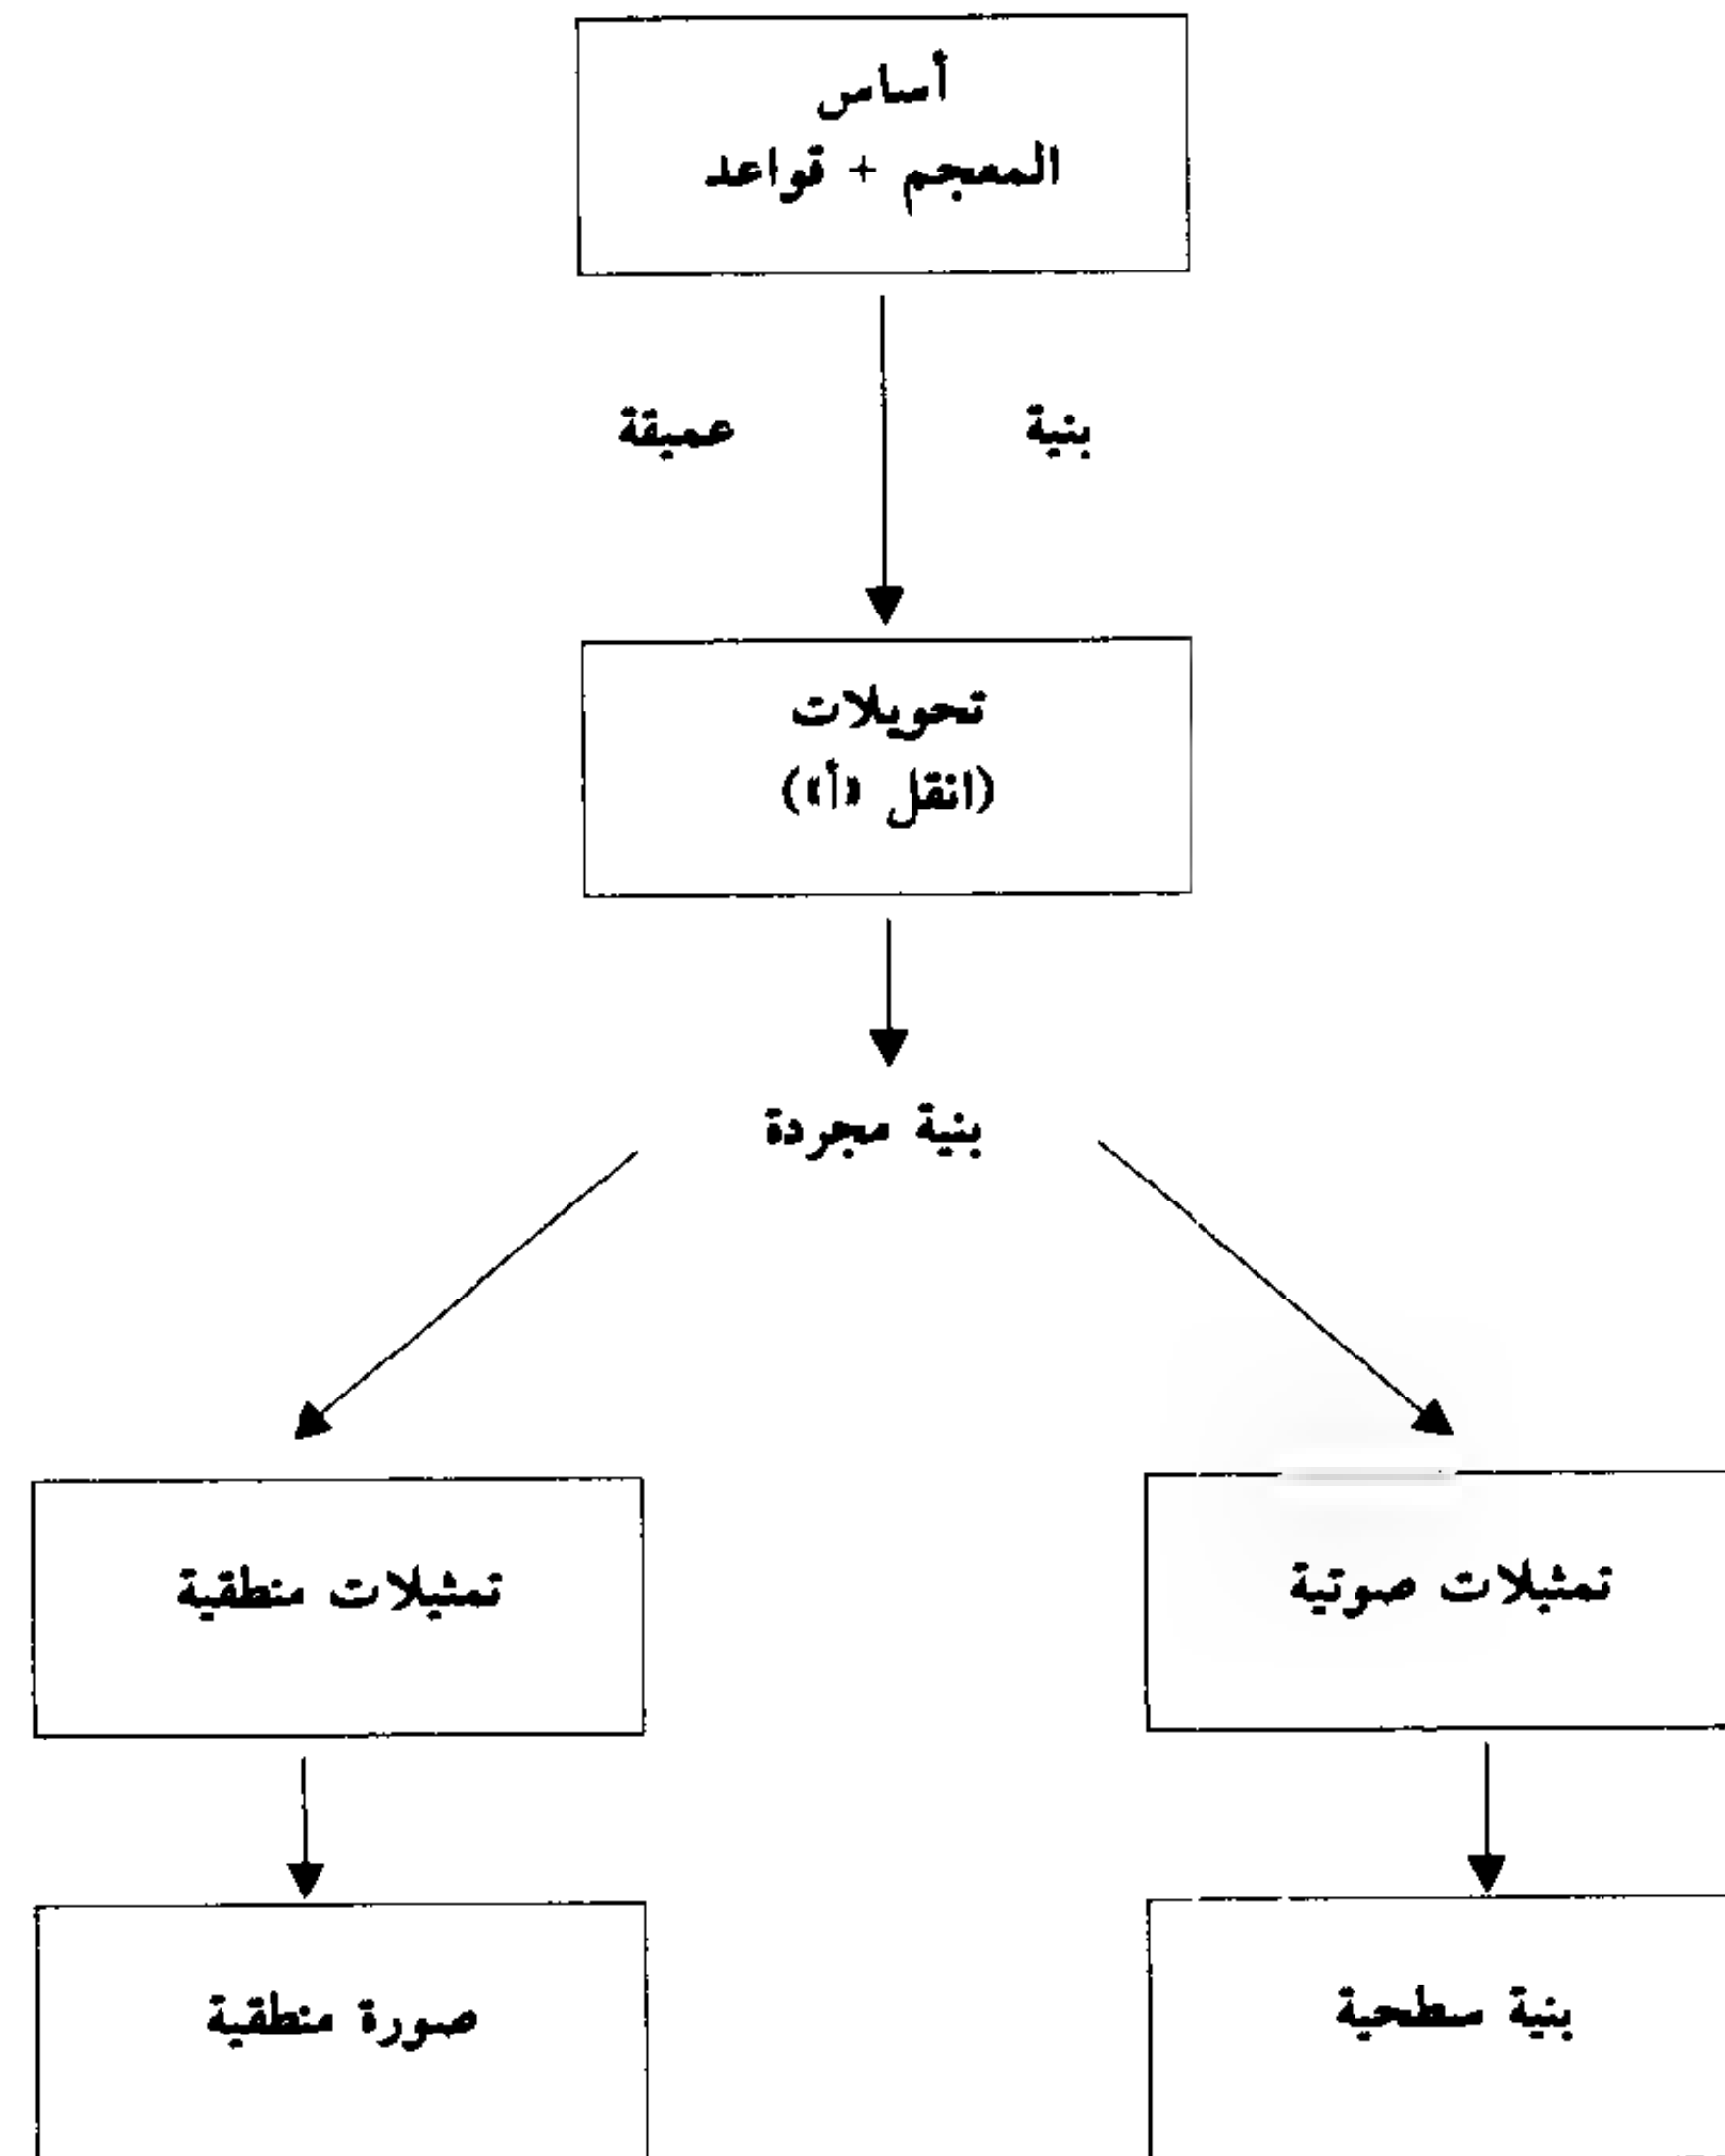 أساس
المعجم + قواعد
بنية عميقة
تحويلات
(انقل «أ»)
بنية مجردة
تمثيلات صوتية
تمثيلات منطقية
بنية سطحية
صورة منطقية